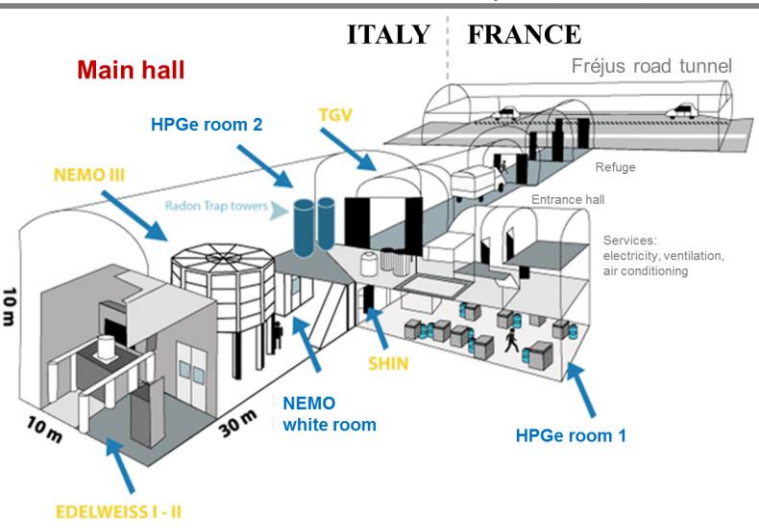 ITALY FRANCE
Main hall
Fréjus road tunnel
HPGe room 2
TGV
NEMO III
Radon Trap towers
Refuge
Entrance hall
Services:
electricity, ventilation,
air conditioning
10 m
SHIN
NEMO
white room
10 m
30 m
HPGe room 1
EDELWEISS I - II